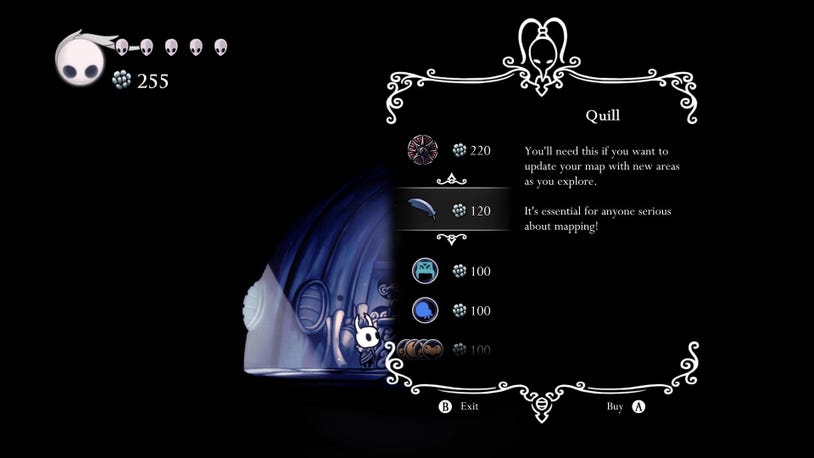 255
Quill
220
You'll need this if you want to
update your map with new areas
as you explore.
120
It's essential for anyone serious
about mapping!
100
100
100
B Exit
Buy A